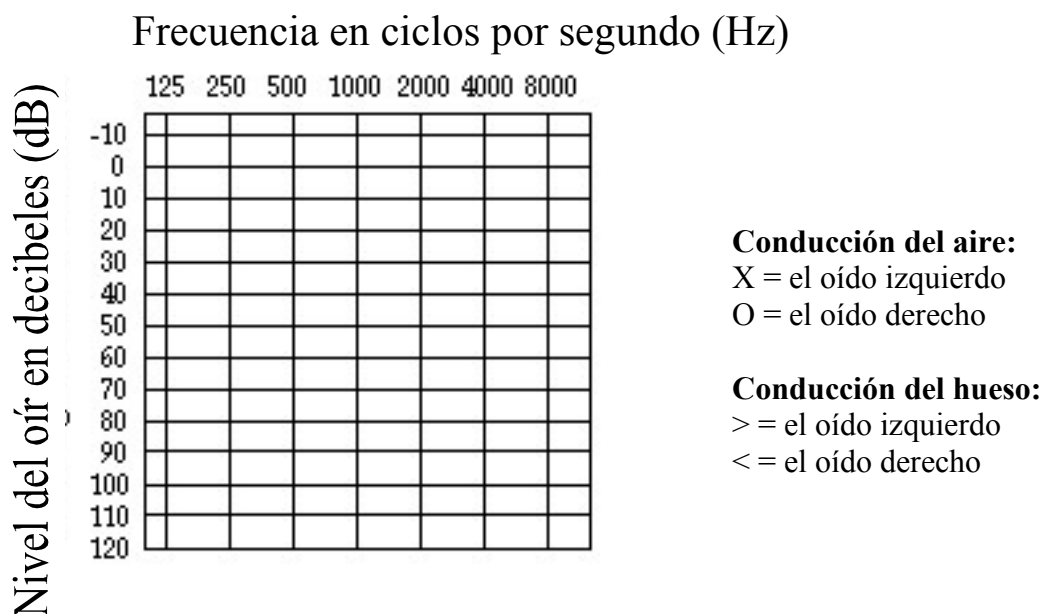 Frecuencia en ciclos por segundo (Hz)
125 250 500 1000 2000 4000 8000
Nivel del oír en decibeles (dB)
-10
0
10
20
30
40
50
60
70
80
90
100
110
120
Conducción del aire:
X = el oído izquierdo
O = el oído derecho
Conducción del hueso:
> = el oído izquierdo
< = el oído derecho